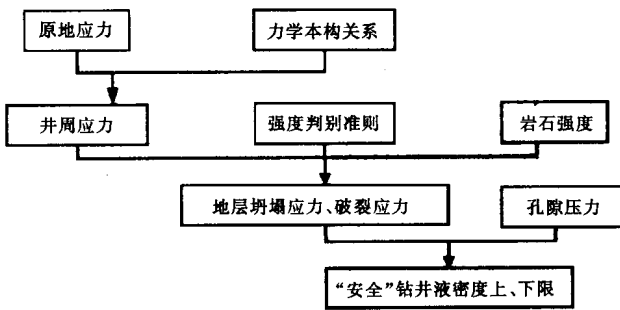 原地应力
力学本构关系
井周应力
强度判别准则
岩石强度
地层坍塌应力、破裂应力
孔隙压力
“安全”钻井液密度上、下限